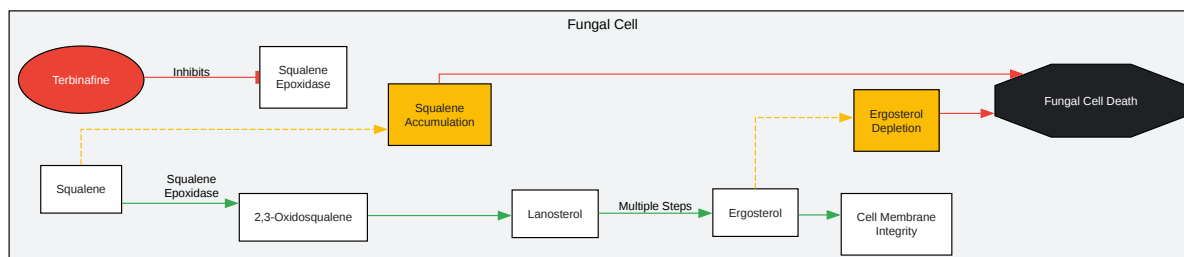 Fungal Cell
Terbinafine
Inhibits
Squalene
Epoxidase
Squalene
Accumulation
Ergosterol
Depletion
Fungal Cell Death
Squalene
Squalene
Epoxidase
2,3-Oxidosqualene
Lanosterol
Multiple Steps
Ergosterol
Cell Membrane
Integrity